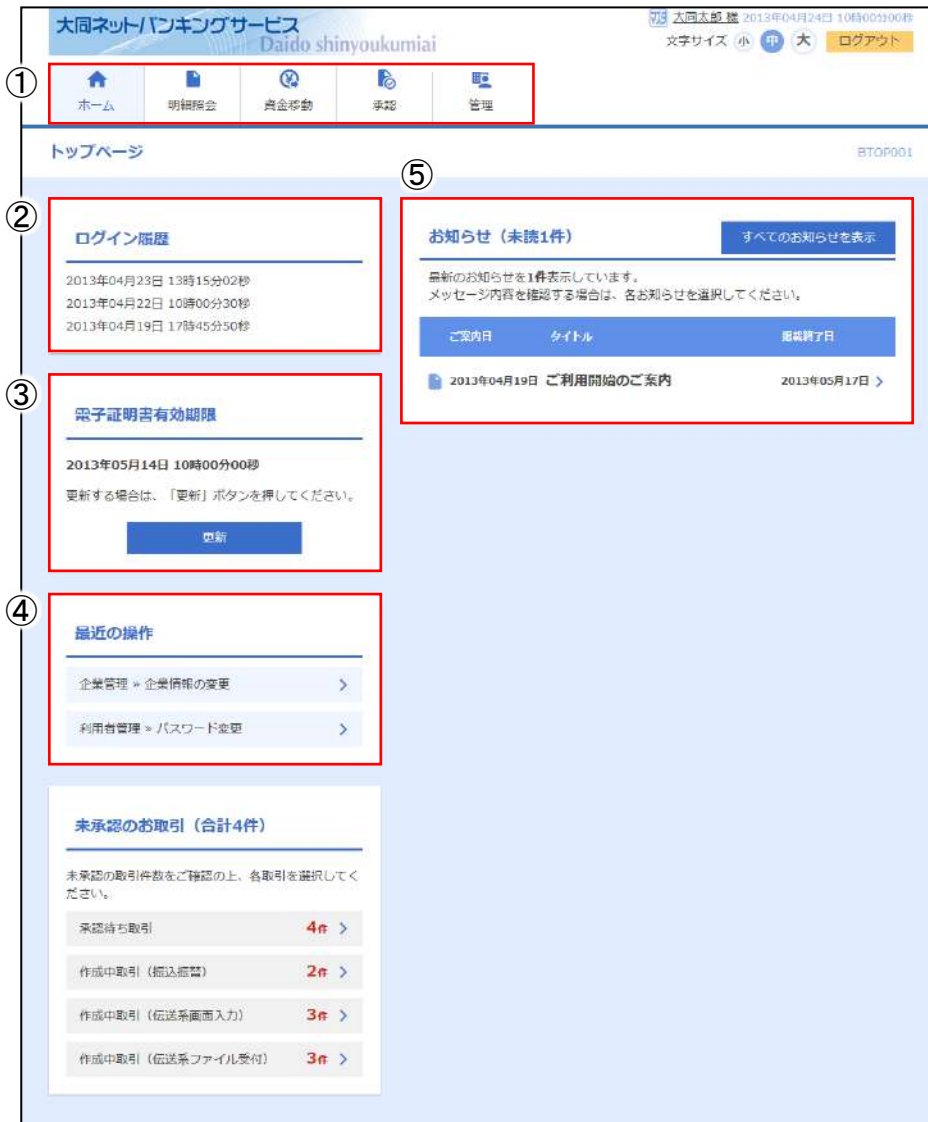 大同ネットバンキングサービス
Daido shinyoukumiai
大同太郎 様 2013年04月24日 10時00分00秒
文字サイズ 小 中 大 ログアウト
①
ホーム 明細照会 資金移動 承認 管理
トップページ
BTOP001
②
ログイン履歴
2013年04月23日 13時15分02秒
2013年04月22日 10時00分30秒
2013年04月19日 17時45分50秒
③
電子証明書有効期限
2013年05月14日 10時00分00秒
更新する場合は、「更新」ボタンを押してください。
更新
④
最近の操作
企業管理 » 企業情報の変更
利用者管理 » パスワード変更
未承認のお取引（合計4件）
未承認の取引件数をご確認の上、各取引を選択してく
ださい。
承認待ち取引 4件
作成中取引（振込振替） 2件
作成中取引（伝送系画面入力） 3件
作成中取引（伝送系ファイル受付） 3件
⑤
お知らせ（未読1件）
すべてのお知らせを表示
最新のお知らせを1件表示しています。
メッセージ内容を確認する場合は、各お知らせを選択してください。
ご案内日 タイトル 掲載終了日
2013年04月19日 ご利用開始のご案内 2013年05月17日